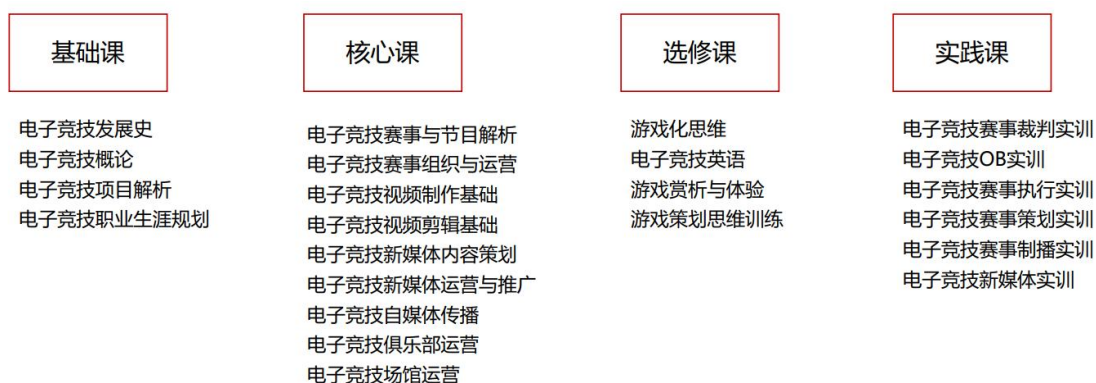 基础课
电子竞技发展史
电子竞技概论
电子竞技项目解析
电子竞技职业生涯规划
核心课
电子竞技赛事与节目解析
电子竞技赛事组织与运营
电子竞技视频制作基础
电子竞技视频剪辑基础
电子竞技新媒体内容策划
电子竞技新媒体运营与推广
电子竞技自媒体传播
电子竞技俱乐部运营
电子竞技场馆运营
选修课
游戏化思维
电子竞技英语
游戏赏析与体验
游戏策划思维训练
实践课
电子竞技赛事裁判实训
电子竞技OB实训
电子竞技赛事执行实训
电子竞技赛事策划实训
电子竞技赛事制播实训
电子竞技新媒体实训